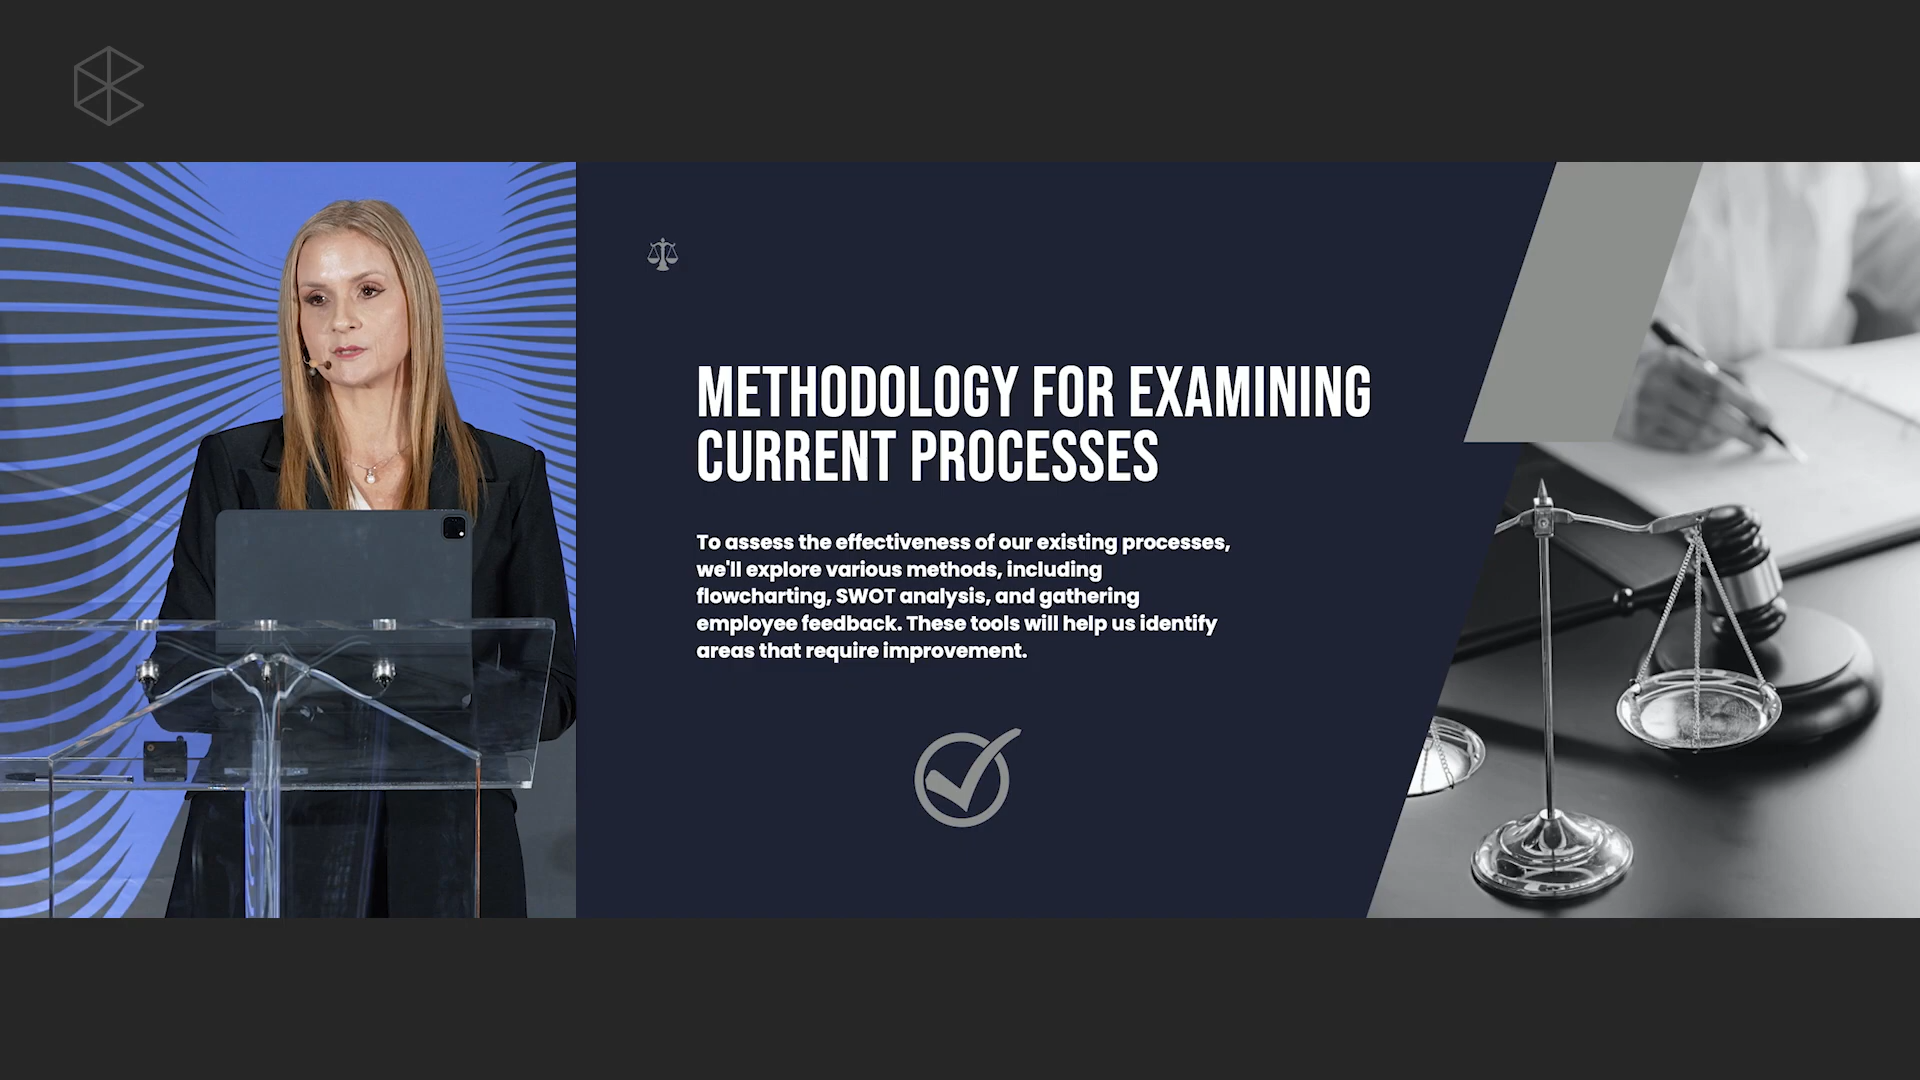 METHODOLOGY FOR EXAMINING
CURRENT PROCESSES
To assess the effectiveness of our existing processes,
we'll explore various methods, including
flowcharting, SWOT analysis, and gathering
employee feedback. These tools will help us identify
areas that require improvement.